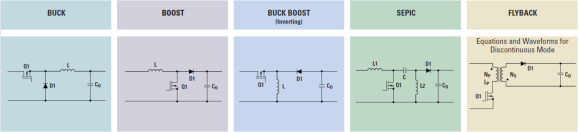 BUCK
BOOST
BUCK BOOST
(Inverting)
SEPIC
FLYBACK
Q1
L
D1
CO
L
D1
Q1
CO
Q1
D1
L
CO
L1
C
D1
Q1
L2
CO
Equations and Waveforms for
Discontinuous Mode
D1
NP
LP
NS
CO
Q1